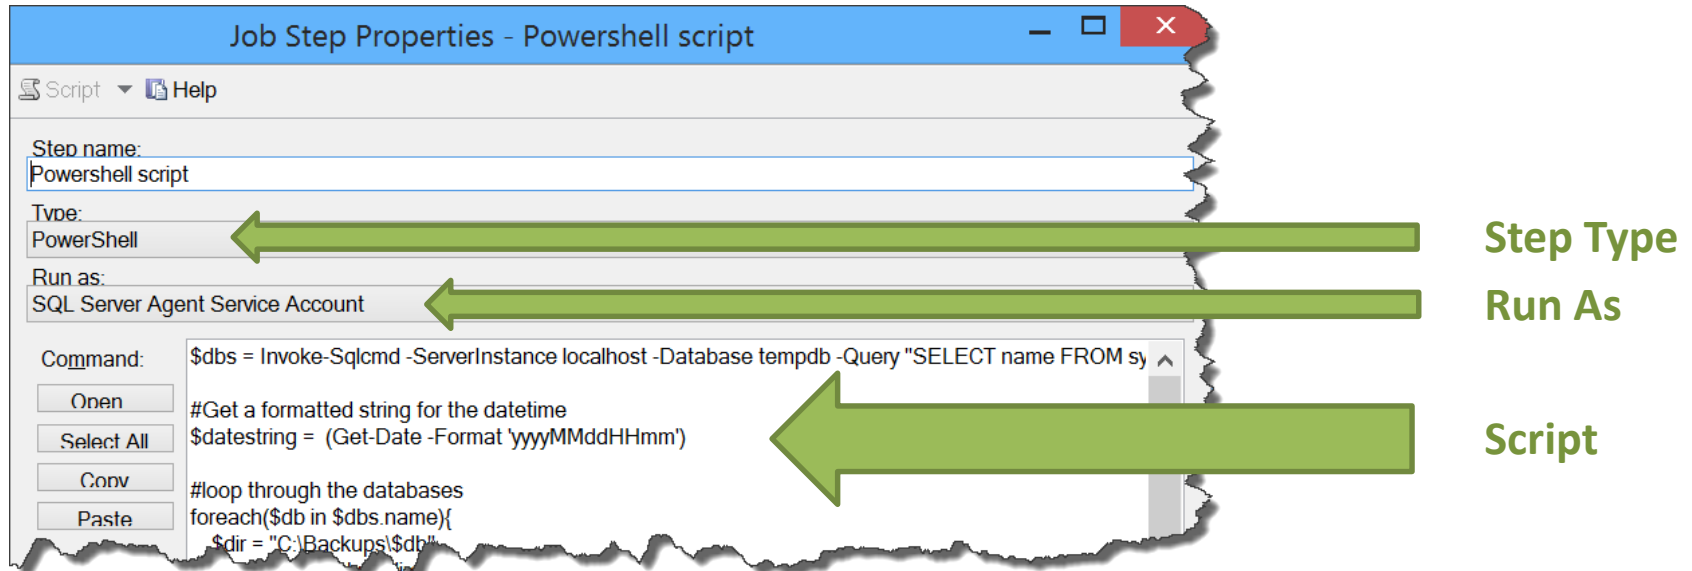 Job Step Properties - Powershell script
Script Help
Step name:
Powershell script
Type:
PowerShell
Step Type
Run as:
SQL Server Agent Service Account
Run As
Command:
$dbs = Invoke-Sqlcmd -ServerInstance localhost -Database tempdb -Query "SELECT name FROM sy
Open
#Get a formatted string for the datetime
Select All
$datestring =  (Get-Date -Format 'yyyyMMddHHmm')
Script
Copy
#loop through the databases
Paste
foreach($db in $dbs.name){
$dir = "C:\Backups\$db"